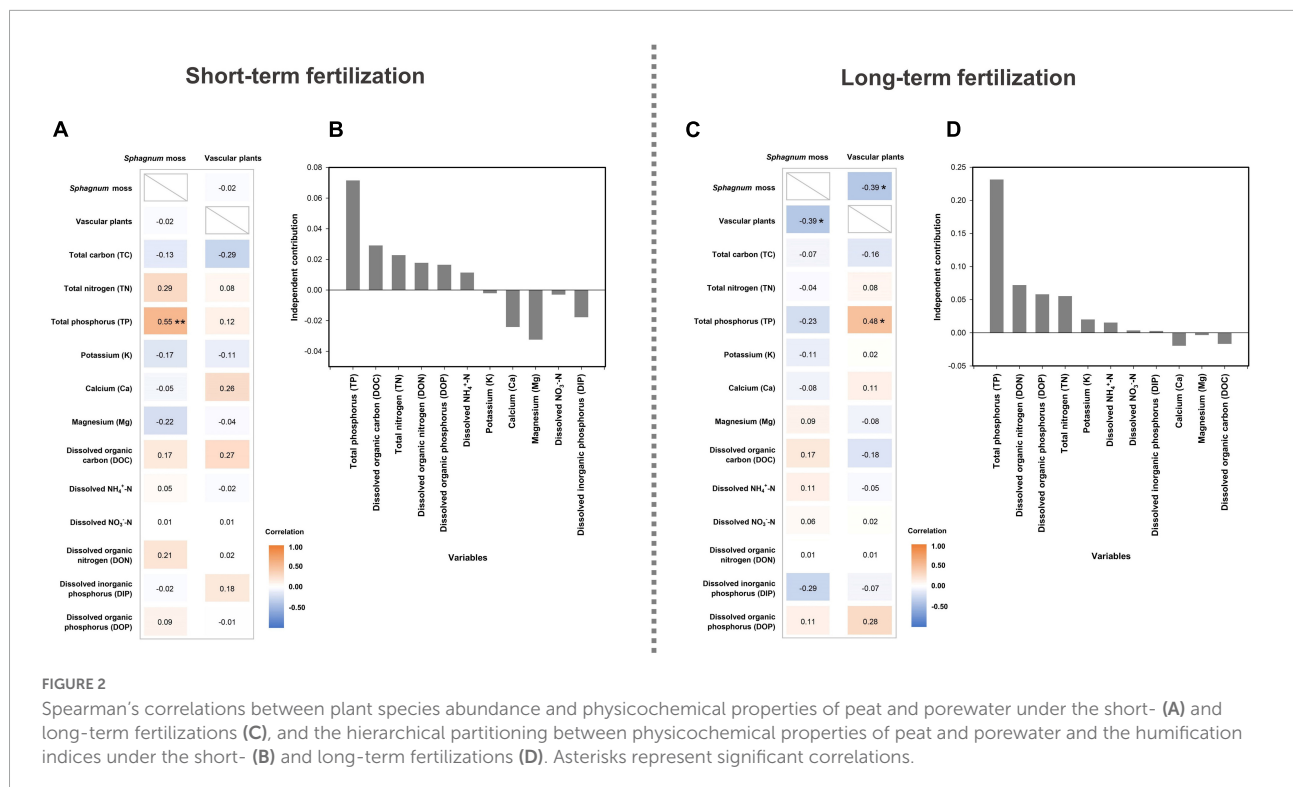 Short-term fertilization
Long-term fertilization
A
Sphagnum moss
Vascular plants
Sphagnum moss
-0.02
Vascular plants
-0.02
Total carbon (TC)
-0.13
-0.29
Total nitrogen (TN)
0.29
0.08
Total phosphorus (TP)
0.55 **
0.12
Potassium (K)
-0.17
-0.11
Calcium (Ca)
-0.05
0.26
Magnesium (Mg)
-0.22
-0.04
Dissolved organic
carbon (DOC)
0.17
0.27
Dissolved NH₄⁺-N
0.05
-0.02
Dissolved NO₃⁻-N
0.01
0.01
Dissolved organic
nitrogen (DON)
0.21
0.02
Dissolved inorganic
phosphorus (DIP)
-0.02
0.18
Dissolved organic
phosphorus (DOP)
0.09
-0.01
Correlation
1.00
0.00
-0.50
B
Independent contribution
0.08
0.06
0.04
0.02
0.00
-0.02
-0.04
Total phosphorus (TP)
Dissolved organic carbon (DOC)
Total nitrogen (TN)
Dissolved organic nitrogen (DON)
Dissolved organic phosphorus (DOP)
Dissolved NH₄⁺-N
Potassium (K)
Calcium (Ca)
Magnesium (Mg)
Dissolved NO₃⁻-N
Dissolved inorganic phosphorus (DIP)
Variables
C
Sphagnum moss
Vascular plants
Sphagnum moss
-0.39 *
Vascular plants
-0.39 *
Total carbon (TC)
-0.07
-0.16
Total nitrogen (TN)
-0.04
0.08
Total phosphorus (TP)
-0.23
0.48 *
Potassium (K)
-0.11
0.02
Calcium (Ca)
-0.08
0.11
Magnesium (Mg)
0.09
-0.08
Dissolved organic
carbon (DOC)
0.17
-0.18
Dissolved NH₄⁺-N
0.11
-0.05
Dissolved NO₃⁻-N
0.06
0.02
Dissolved organic
nitrogen (DON)
0.01
0.01
Dissolved inorganic
phosphorus (DIP)
-0.29
-0.07
Dissolved organic
phosphorus (DOP)
0.11
0.28
Correlation
1.00
0.50
0.00
-0.50
D
Independent contribution
0.25
0.20
0.15
0.10
0.05
0.00
-0.05
Total phosphorus (TP)
Dissolved organic nitrogen (DON)
Dissolved organic phosphorus (DOP)
Total nitrogen (TN)
Potassium (K)
Dissolved NH₄⁺-N
Dissolved NO₃⁻-N
Dissolved inorganic phosphorus (DIP)
Calcium (Ca)
Magnesium (Mg)
Dissolved organic carbon (DOC)
Variables
FIGURE 2
Spearman’s correlations between plant species abundance and physicochemical properties of peat and porewater under the short- (A) and
long-term fertilizations (C), and the hierarchical partitioning between physicochemical properties of peat and porewater and the humification
indices under the short- (B) and long-term fertilizations (D). Asterisks represent significant correlations.